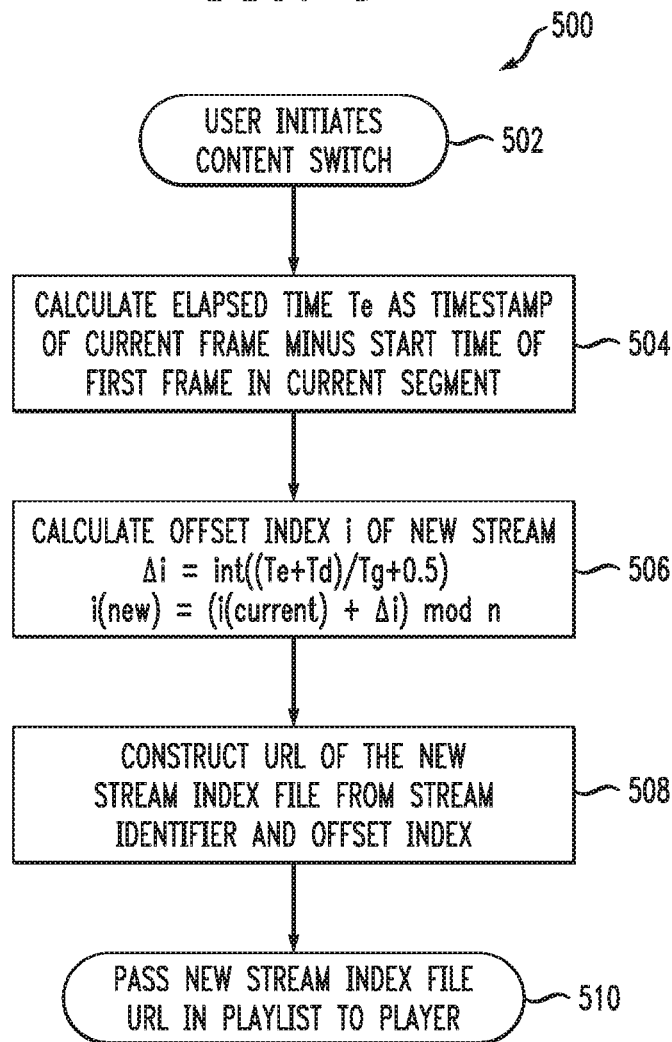 500
USER INITIATES
CONTENT SWITCH
502
CALCULATE ELAPSED TIME Te AS TIMESTAMP
OF CURRENT FRAME MINUS START TIME OF
FIRST FRAME IN CURRENT SEGMENT
504
CALCULATE OFFSET INDEX i OF NEW STREAM
Δi = int((Te+Td)/Tg+0.5)
i(new) = (i(current) + Δi) mod n
506
CONSTRUCT URL OF THE NEW
STREAM INDEX FILE FROM STREAM
IDENTIFIER AND OFFSET INDEX
508
PASS NEW STREAM INDEX FILE
URL IN PLAYLIST TO PLAYER
510